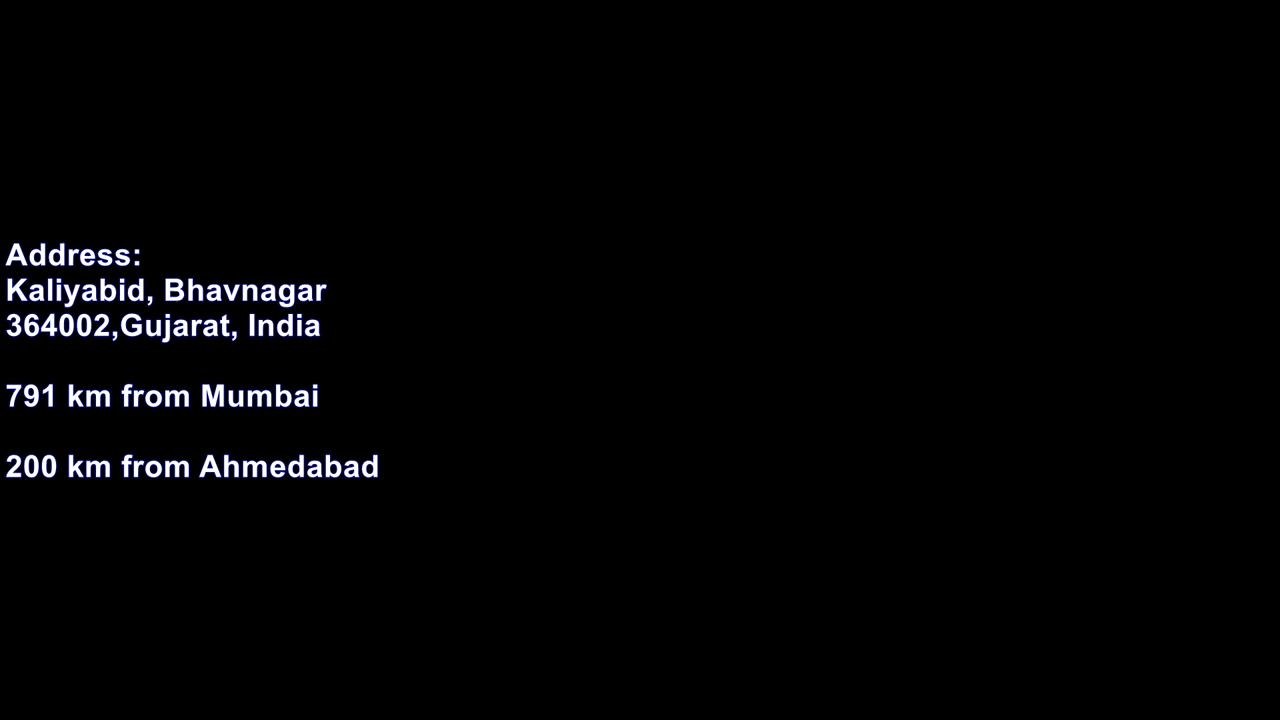 Address:
Kaliyabid, Bhavnagar
364002,Gujarat, India
791 km from Mumbai
200 km from Ahmedabad